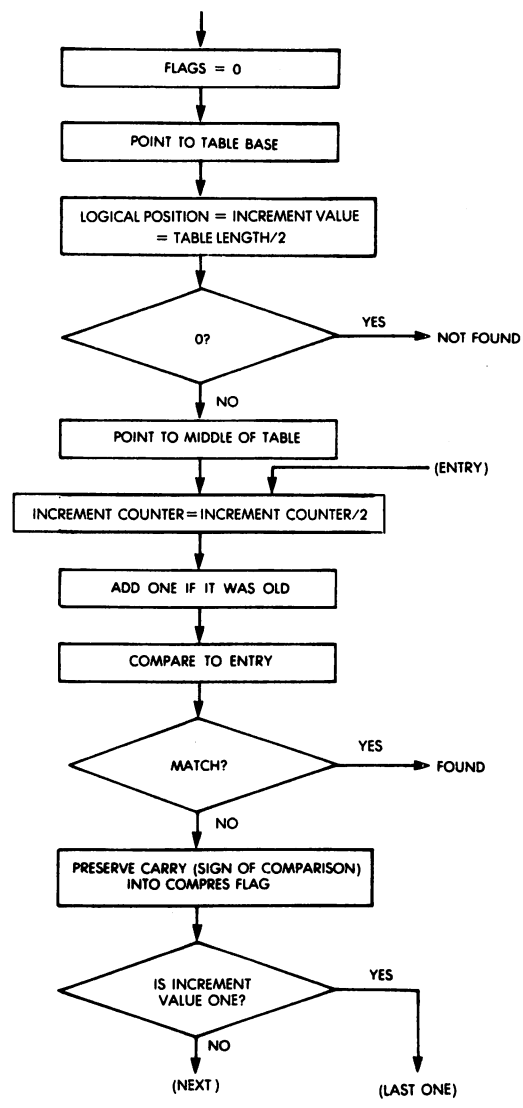 FLAGS = 0
POINT TO TABLE BASE
LOGICAL POSITION = INCREMENT VALUE
= TABLE LENGTH/2
0?
YES
NOT FOUND
NO
POINT TO MIDDLE OF TABLE
(ENTRY)
INCREMENT COUNTER=INCREMENT COUNTER/2
ADD ONE IF IT WAS OLD
COMPARE TO ENTRY
MATCH?
YES
FOUND
NO
PRESERVE CARRY (SIGN OF COMPARISON)
INTO COMPRES FLAG
IS INCREMENT
VALUE ONE?
YES
NO
(NEXT)
(LAST ONE)